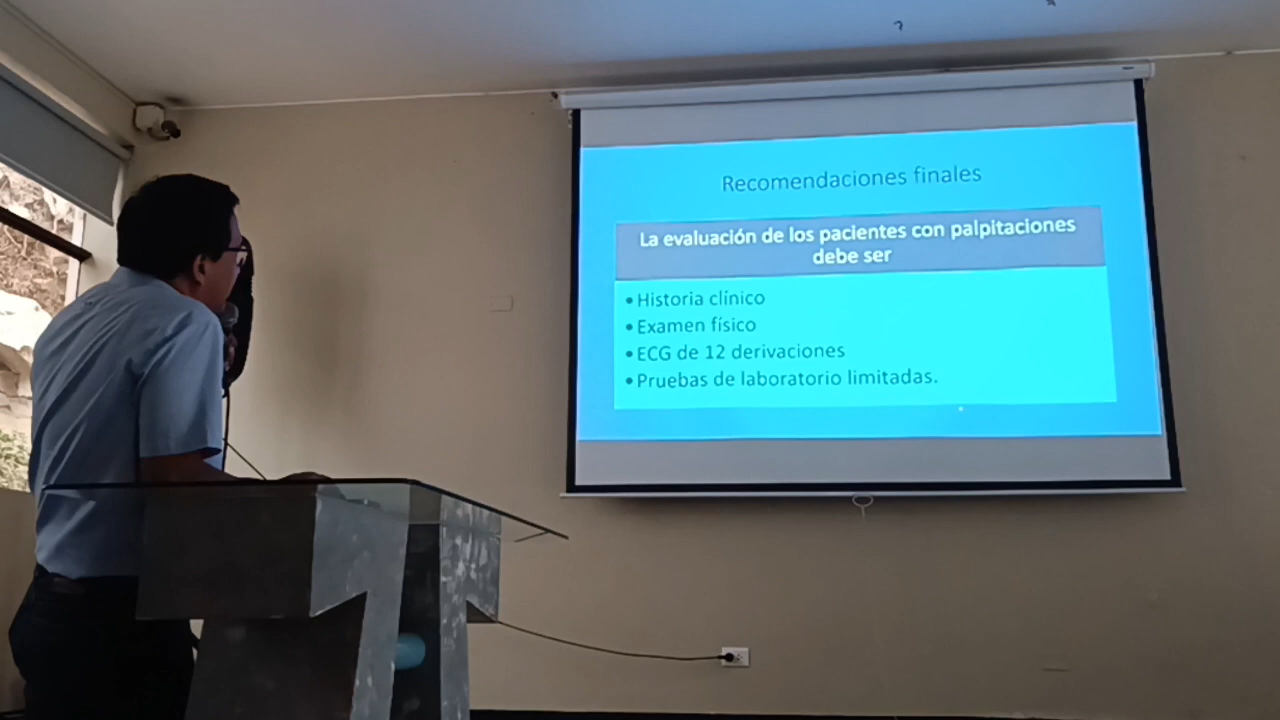 Recomendaciones finales
La evaluación de los pacientes con palpitaciones
debe ser
• Historia clínico
• Examen físico
• ECG de 12 derivaciones
• Pruebas de laboratorio limitadas.